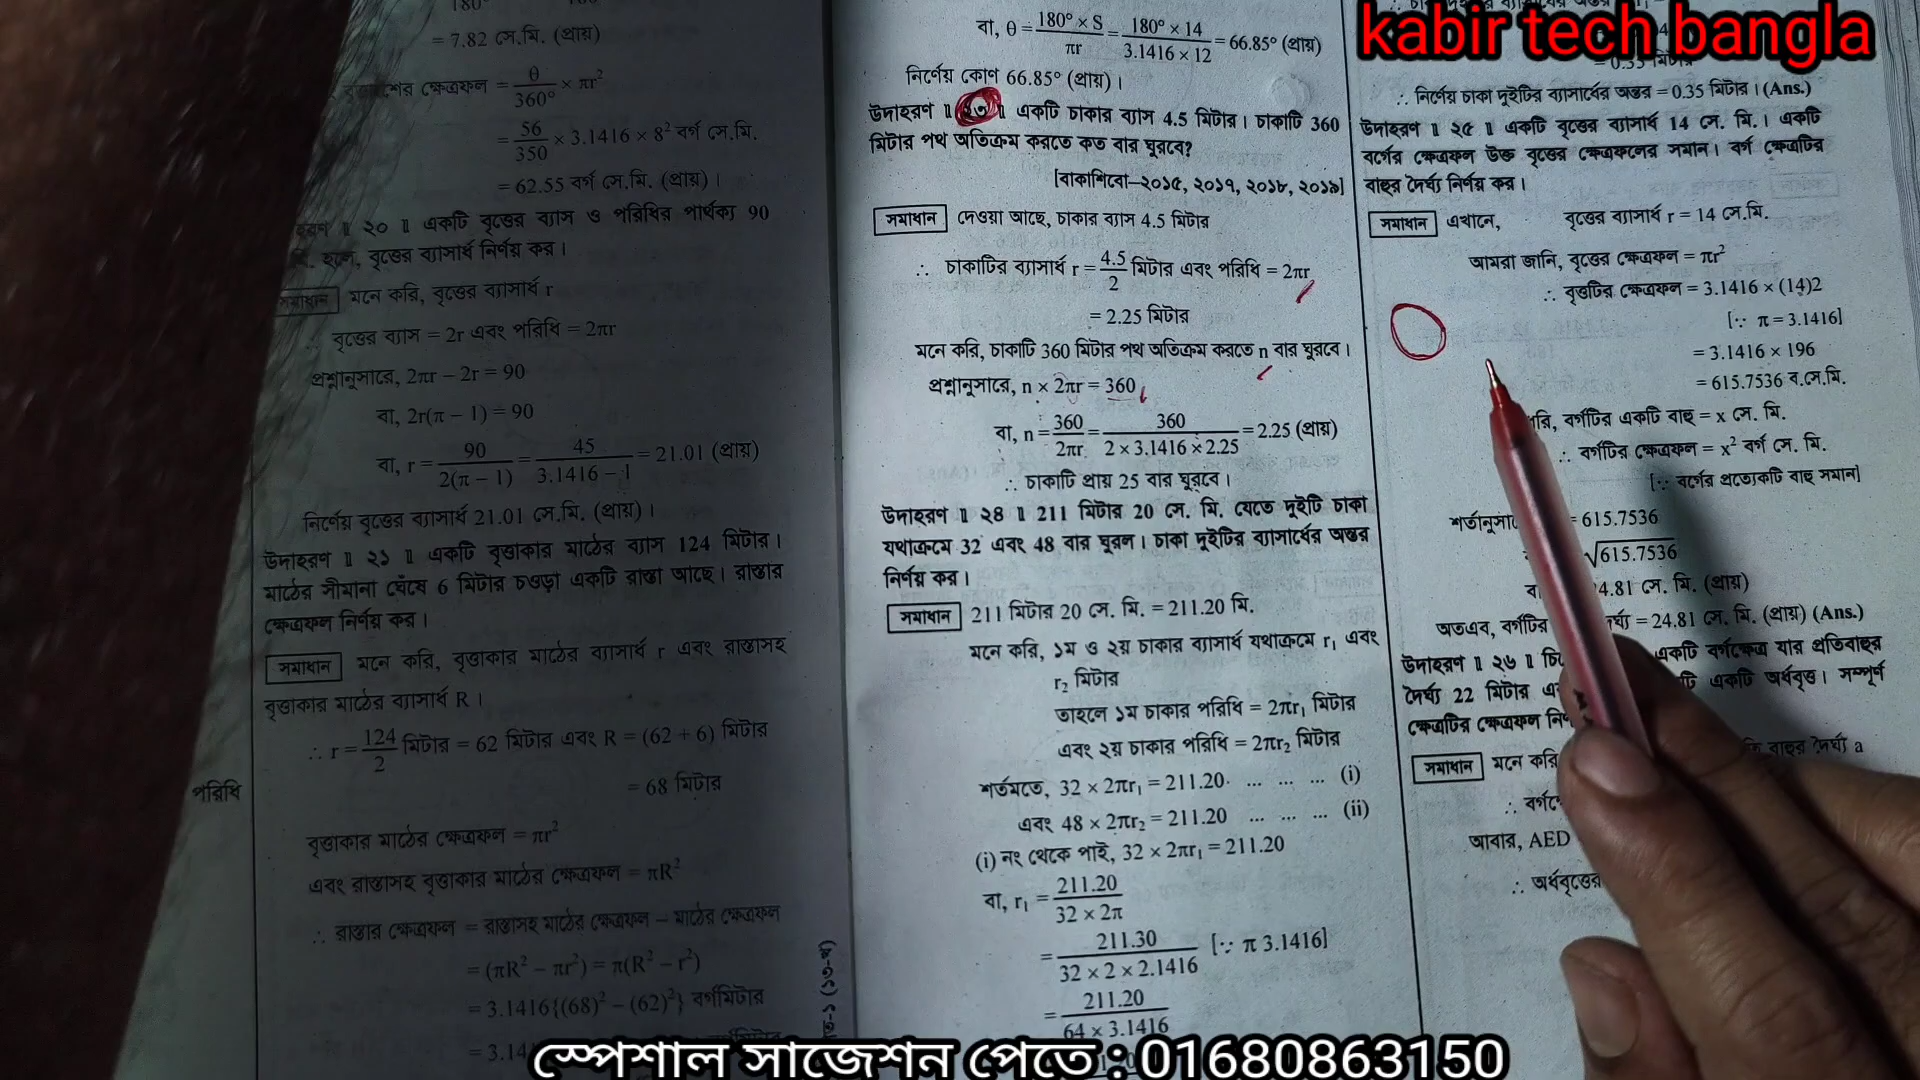 = 7.82 সে.মি. (প্রায়)
ক্ষেত্রফল = θ/360° × πr²
= 56/350 × 3.1416 × 8² বর্গ সে.মি.
= 62.55 বর্গ সে.মি. (প্রায়)।
॥ ২০ ॥ একটি বৃত্তের ব্যাস ও পরিধির পার্থক্য 90
হলে, বৃত্তের ব্যাসার্ধ নির্ণয় কর।
সমাধান মনে করি, বৃত্তের ব্যাসার্ধ r
∴ বৃত্তের ব্যাস = 2r এবং পরিধি = 2πr
প্রশ্নানুসারে, 2πr – 2r = 90
বা, 2r(π – 1) = 90
বা, r = 90/2(π – 1) = 45/3.1416 – 1 = 21.01 (প্রায়)
নির্ণেয় বৃত্তের ব্যাসার্ধ 21.01 সে.মি. (প্রায়)।
উদাহরণ ॥ ২১ ॥ একটি বৃত্তাকার মাঠের ব্যাস 124 মিটার।
মাঠের সীমানা ঘেঁষে 6 মিটার চওড়া একটি রাস্তা আছে। রাস্তার
ক্ষেত্রফল নির্ণয় কর।
সমাধান মনে করি, বৃত্তাকার মাঠের ব্যাসার্ধ r এবং রাস্তাসহ
বৃত্তাকার মাঠের ব্যাসার্ধ R।
∴ r = 124/2 মিটার = 62 মিটার এবং R = (62 + 6) মিটার
= 68 মিটার
পরিধি
বৃত্তাকার মাঠের ক্ষেত্রফল = πr²
এবং রাস্তাসহ বৃত্তাকার মাঠের ক্ষেত্রফল = πR²
∴ রাস্তার ক্ষেত্রফল = রাস্তাসহ মাঠের ক্ষেত্রফল – মাঠের ক্ষেত্রফল
= (πR² – πr²) = π(R² – r²)
= 3.1416{(68)² – (62)²} বর্গমিটার
বা, θ = 180° × S/πr = 180° × 14/3.1416 × 12 = 66.85° (প্রায়)
নির্ণেয় কোণ 66.85° (প্রায়)।
উদাহরণ ॥ ২৩ ॥ একটি চাকার ব্যাস 4.5 মিটার। চাকাটি 360
মিটার পথ অতিক্রম করতে কত বার ঘুরবে?
[বাকাশিবো–২০১৫, ২০১৭, ২০১৮, ২০১৯]
সমাধান দেওয়া আছে, চাকার ব্যাস 4.5 মিটার
∴ চাকাটির ব্যাসার্ধ r = 4.5/2 মিটার এবং পরিধি = 2πr
= 2.25 মিটার
মনে করি, চাকাটি 360 মিটার পথ অতিক্রম করতে n বার ঘুরবে।
প্রশ্নানুসারে, n × 2πr = 360
বা, n = 360/2πr = 360/2 × 3.1416 × 2.25 = 2.25 (প্রায়)
∴ চাকাটি প্রায় 25 বার ঘুরবে।
উদাহরণ ॥ ২৪ ॥ 211 মিটার 20 সে. মি. যেতে দুইটি চাকা
যথাক্রমে 32 এবং 48 বার ঘুরল। চাকা দুইটির ব্যাসার্ধের অন্তর
নির্ণয় কর।
সমাধান 211 মিটার 20 সে. মি. = 211.20 মি.
মনে করি, ১ম ও ২য় চাকার ব্যাসার্ধ যথাক্রমে r₁ এবং
r₂ মিটার
তাহলে ১ম চাকার পরিধি = 2πr₁ মিটার
এবং ২য় চাকার পরিধি = 2πr₂ মিটার
শর্তমতে, 32 × 2πr₁ = 211.20 ... ... ... (i)
এবং 48 × 2πr₂ = 211.20 ... ... ... (ii)
(i) নং থেকে পাই, 32 × 2πr₁ = 211.20
বা, r₁ = 211.20/32 × 2π
= 211.30/32 × 2 × 2.1416 [∵ π 3.1416]
= 211.20/64 × 3.1416
kabir tech bangla
∴ নির্ণেয় চাকা দুইটির ব্যাসার্ধের অন্তর = 0.35 মিটার। (Ans.)
উদাহরণ ॥ ২৫ ॥ একটি বৃত্তের ব্যাসার্ধ 14 সে. মি.। একটি
বর্গের ক্ষেত্রফল উক্ত বৃত্তের ক্ষেত্রফলের সমান। বর্গ ক্ষেত্রটির
বাহুর দৈর্ঘ্য নির্ণয় কর।
সমাধান এখানে, বৃত্তের ব্যাসার্ধ r = 14 সে.মি.
আমরা জানি, বৃত্তের ক্ষেত্রফল = πr²
∴ বৃত্তটির ক্ষেত্রফল = 3.1416 × (14)2
[∵ π = 3.1416]
= 3.1416 × 196
= 615.7536 ব.সে.মি.
বর্গটির একটি বাহু = x সে. মি.
∴ বর্গটির ক্ষেত্রফল = x² বর্গ সে. মি.
[∵ বর্গের প্রত্যেকটি বাহু সমান]
= 615.7536
√615.7536
4.81 সে. মি. (প্রায়)
অতএব, বর্গটির = 24.81 সে. মি. (প্রায়) (Ans.)
উদাহরণ ॥ ২৬ ॥ একটি বর্গক্ষেত্র যার প্রতিবাহুর
দৈর্ঘ্য 22 মিটার একটি অর্ধবৃত্ত। সম্পূর্ণ
ক্ষেত্রটির ক্ষেত্রফল
সমাধান মনে করি বাহুর দৈর্ঘ্য a
আবার, AED
∴ অর্ধবৃত্তের
স্পেশাল সাজেশন পেতে : 01680863150